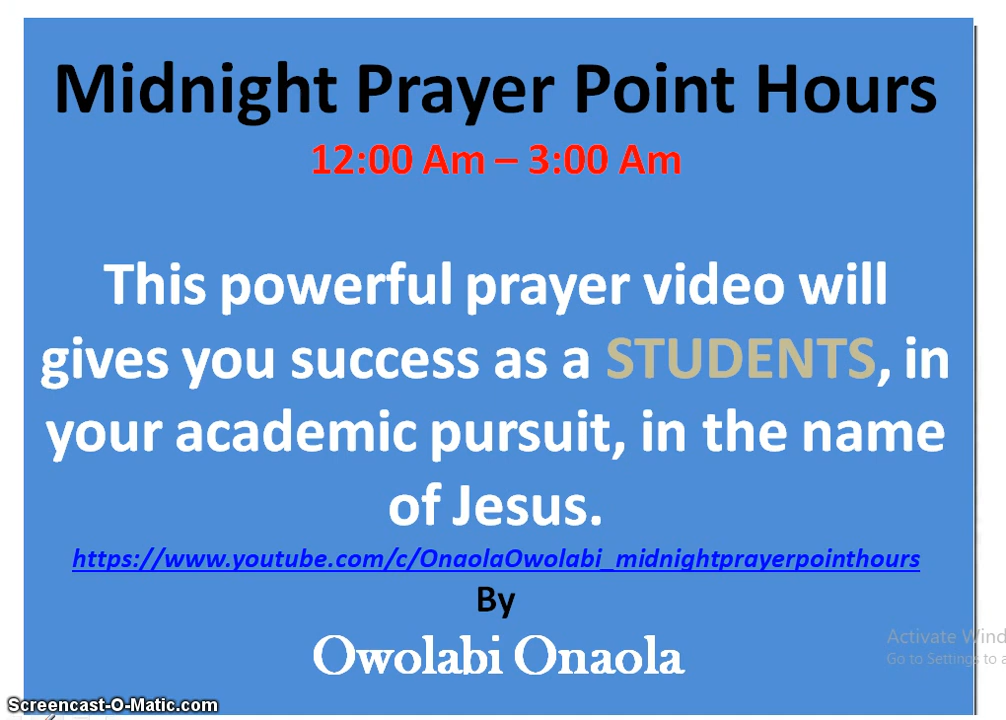 Midnight Prayer Point Hours
12:00 Am – 3:00 Am
This powerful prayer video will
gives you success as a STUDENTS, in
your academic pursuit, in the name
of Jesus.
https://www.youtube.com/c/OnaolaOwolabi_midnightprayerpointhours
By
Owolabi Onaola
Activate Wind
Go to Settings to a
Screencast-O-Matic.com